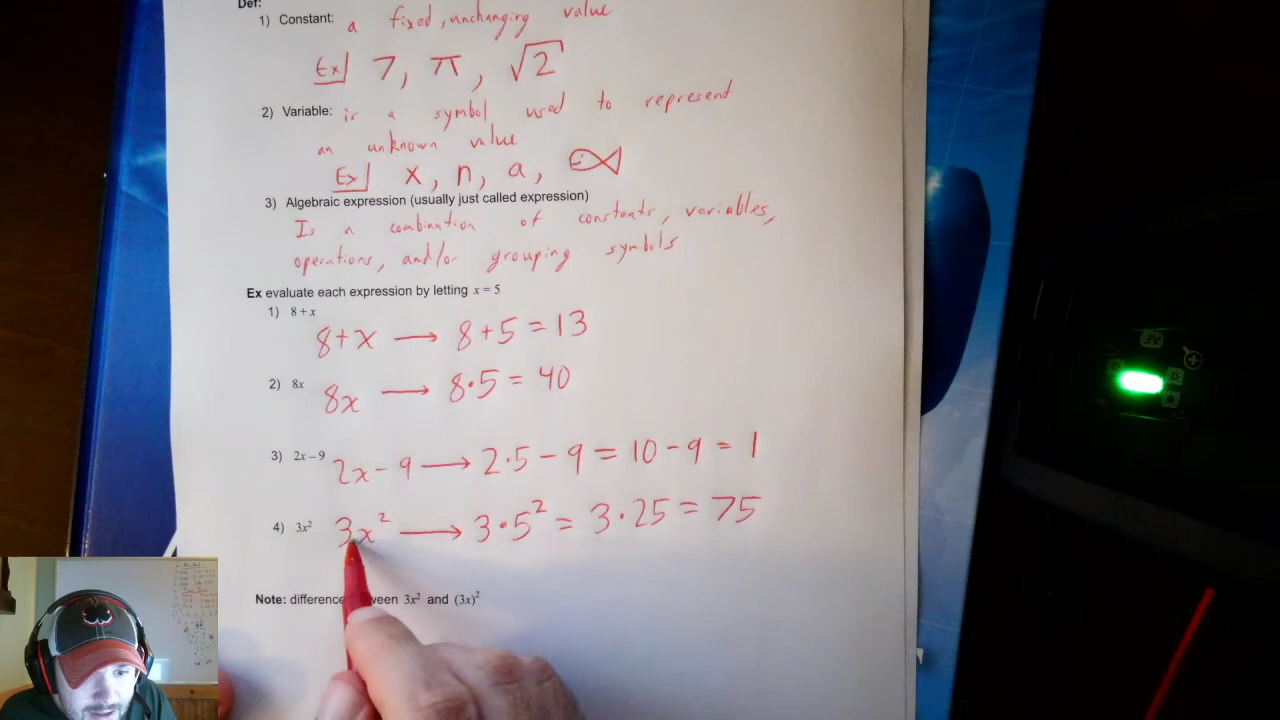 Def:
1) Constant: a fixed, unchanging value
Ex] 7, π, √2
2) Variable: is a symbol used to represent
an unknown value
Ex] x, n, a,
3) Algebraic expression (usually just called expression)
Is a combination of constants, variables,
operations, and/or grouping symbols
Ex evaluate each expression by letting x = 5
1) 8 + x
8+x → 8+5 = 13
2) 8x
8x → 8·5 = 40
3) 2x – 9
2x - 9 → 2·5 - 9 = 10 - 9 = 1
4) 3x²
3x² → 3·5² = 3·25 = 75
Note: difference between 3x² and (3x)²
AF